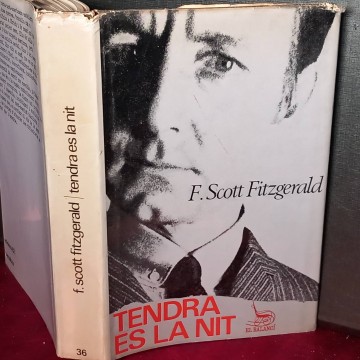 f. scott fitzgerald / tendra es la nit
36
F. Scott Fitzgerald
TENDRA
ES LA NIT
EL BALANCÍ